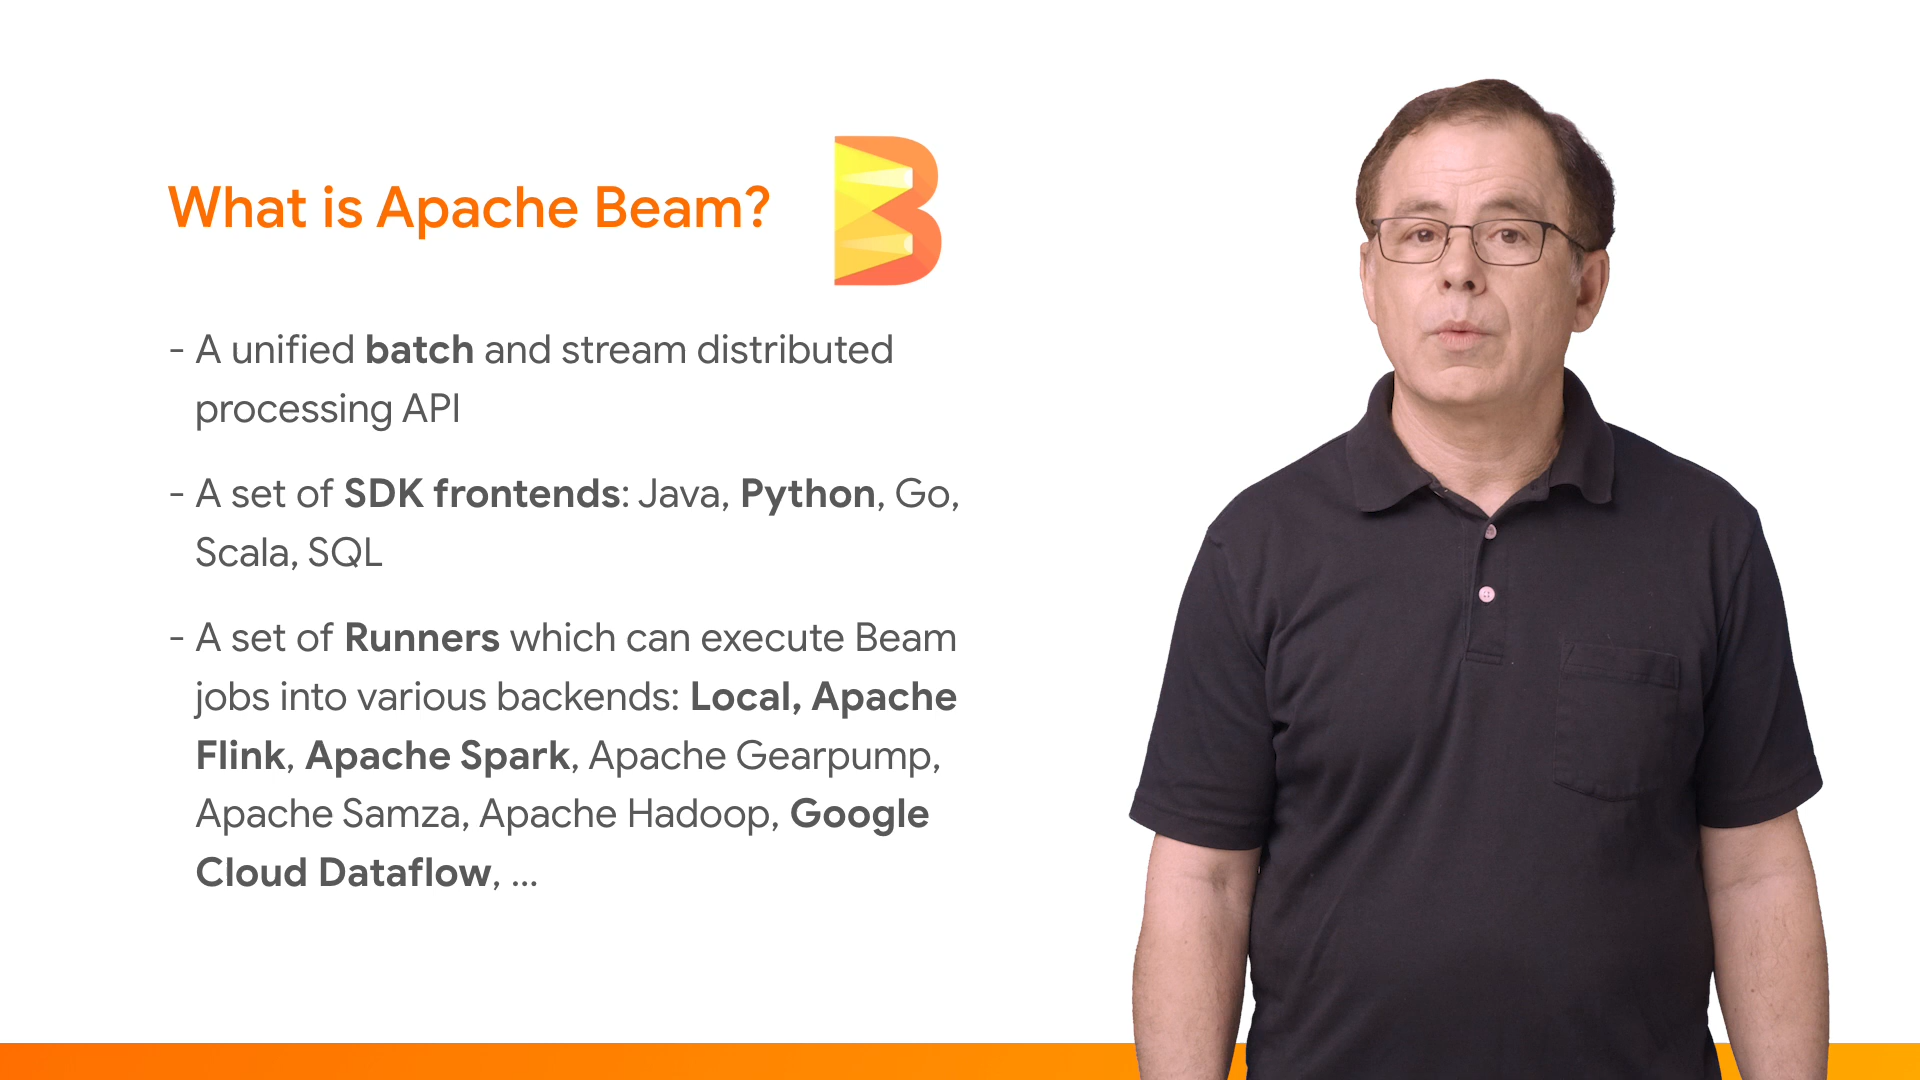 What is Apache Beam?
- A unified batch and stream distributed
processing API
- A set of SDK frontends: Java, Python, Go,
Scala, SQL
- A set of Runners which can execute Beam
jobs into various backends: Local, Apache
Flink, Apache Spark, Apache Gearpump,
Apache Samza, Apache Hadoop, Google
Cloud Dataflow, ...